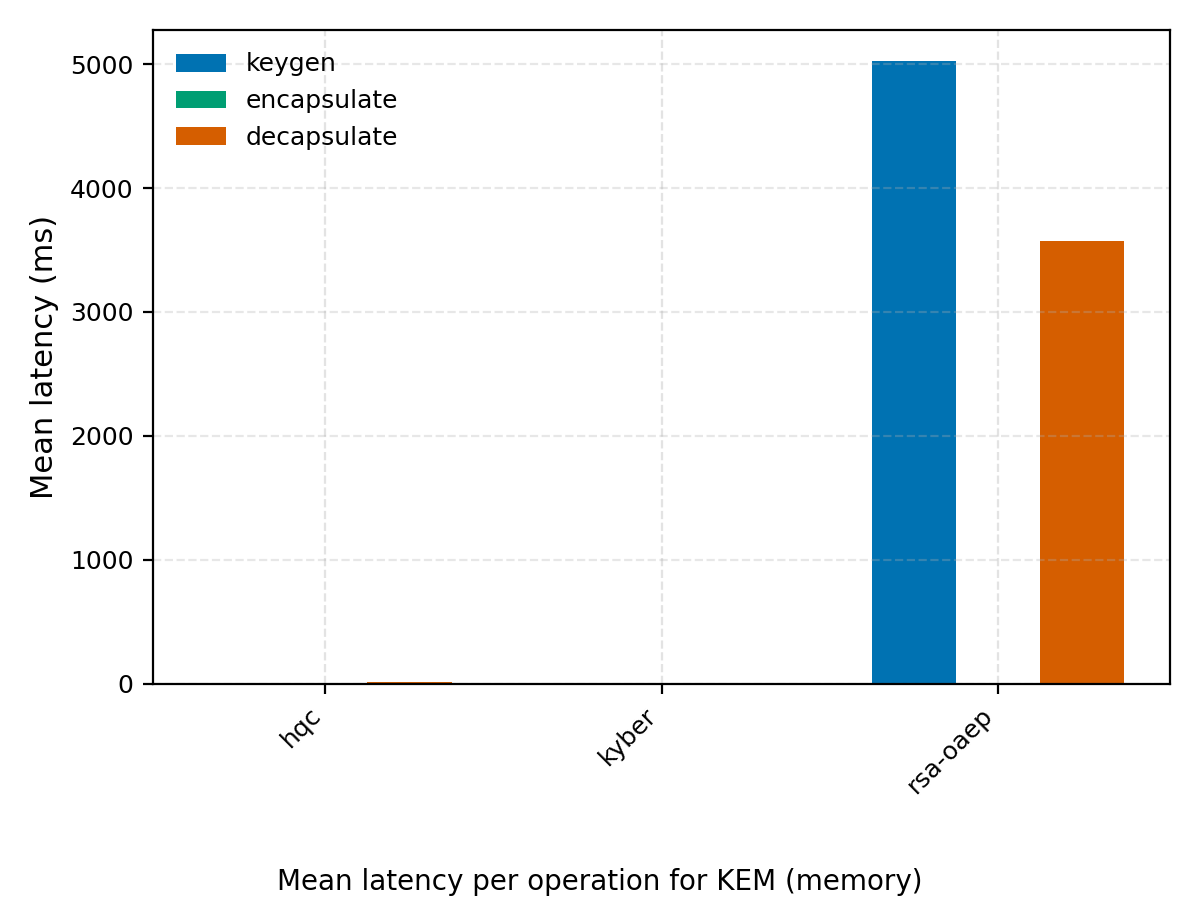 keygen
encapsulate
decapsulate
Mean latency (ms)
5000
4000
3000
2000
1000
0
hqc
kyber
rsa-oaep
Mean latency per operation for KEM (memory)